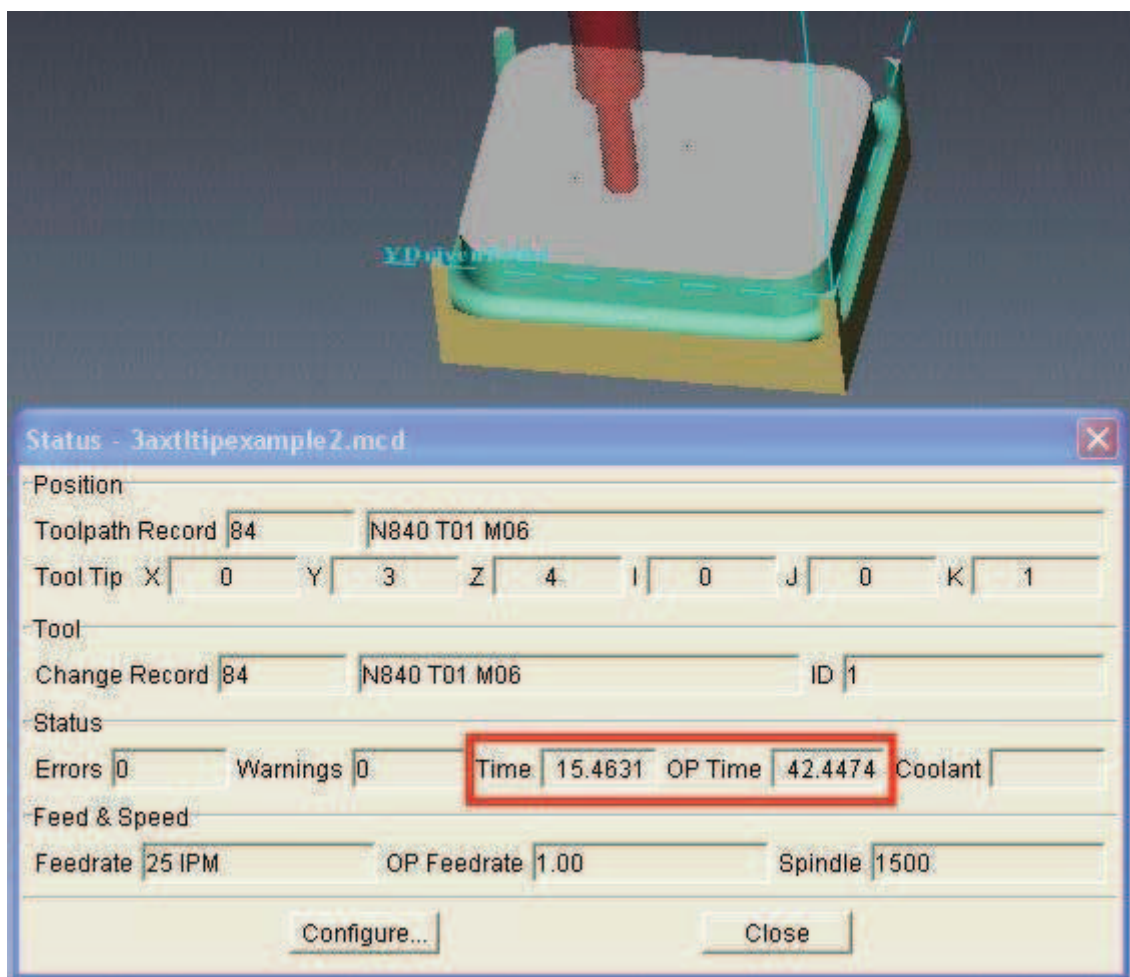 Status - 3axtltipexample2.mcd
Position
Toolpath Record 84 N840 T01 M06
Tool Tip X 0 Y 3 Z 4 I 0 J 0 K 1
Tool
Change Record 84 N840 T01 M06 ID 1
Status
Errors 0 Warnings 0 Time 15.4631 OP Time 42.4474 Coolant
Feed & Speed
Feedrate 25 IPM OP Feedrate 1.00 Spindle 1500
Configure... Close